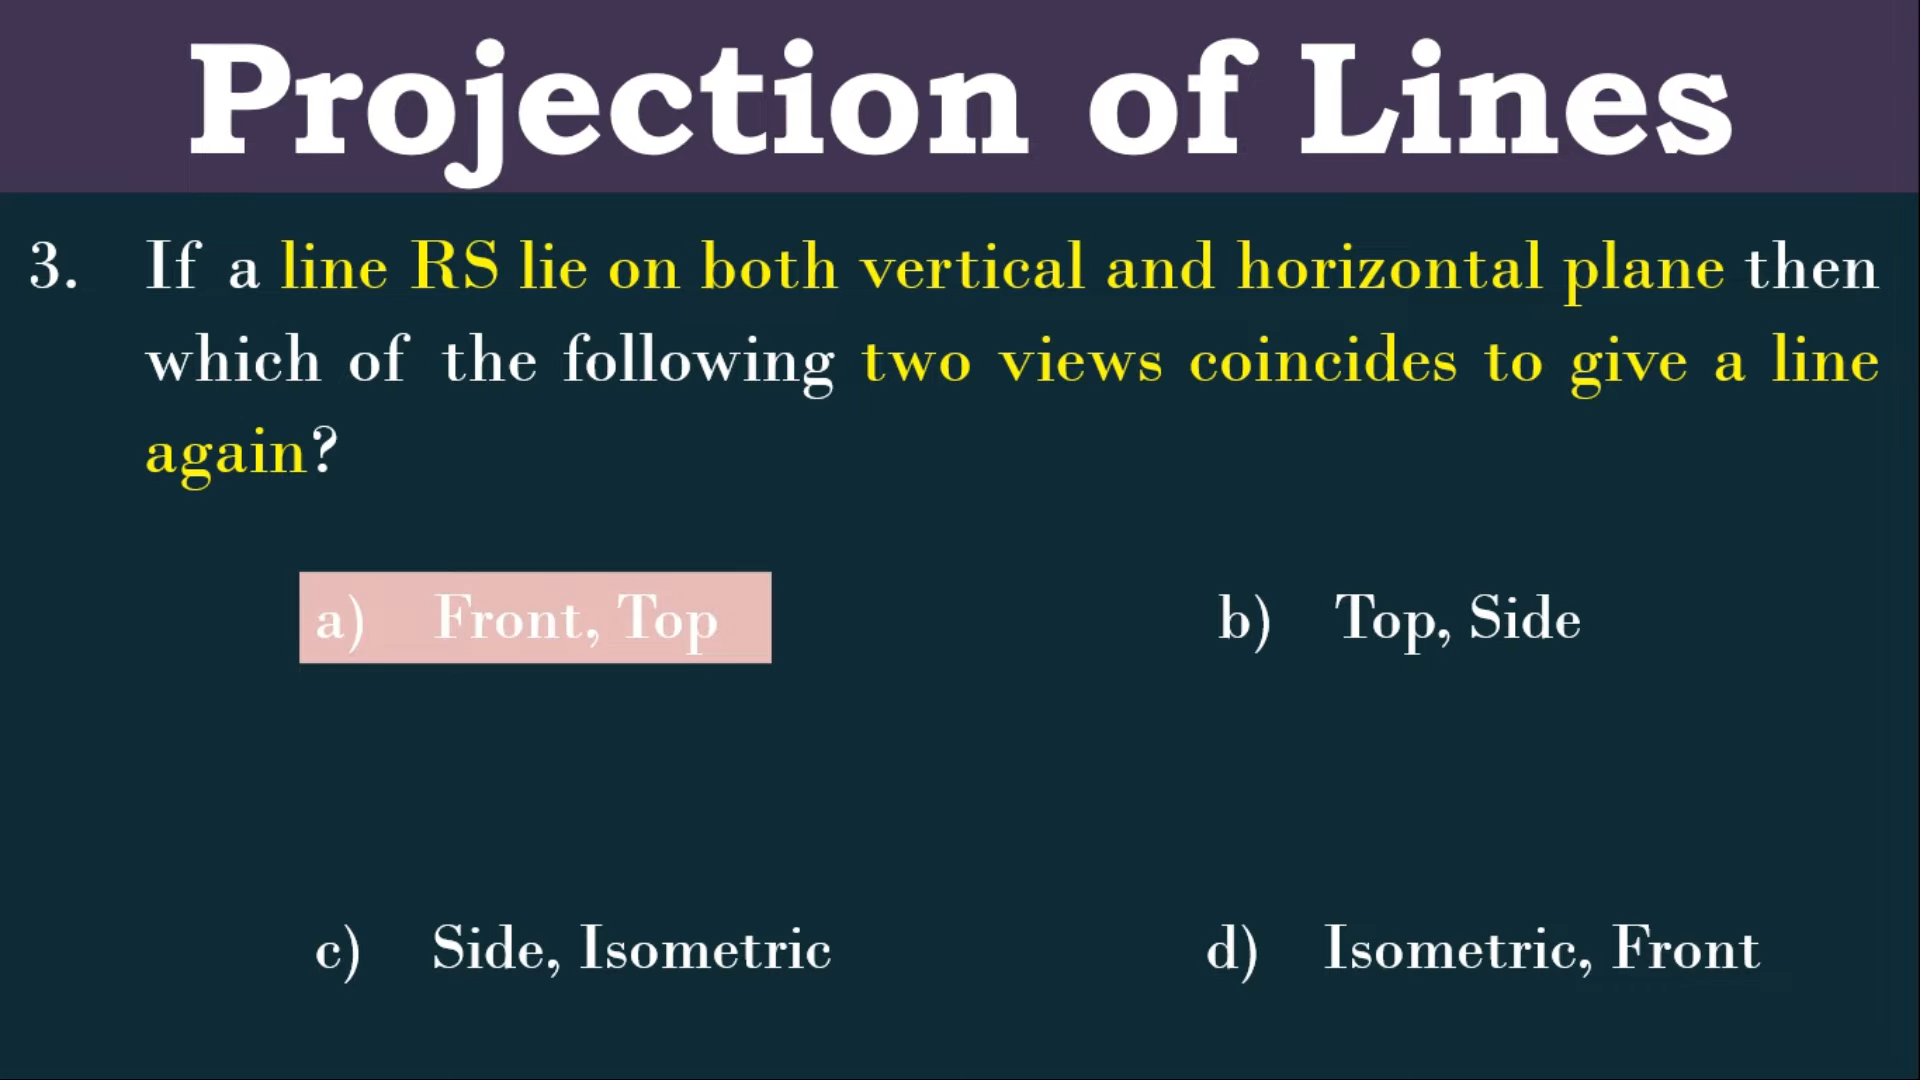 Projection of Lines
3. If a line RS lie on both vertical and horizontal plane then
which of the following two views coincides to give a line
again?
a) Front, Top
b) Top, Side
c) Side, Isometric
d) Isometric, Front